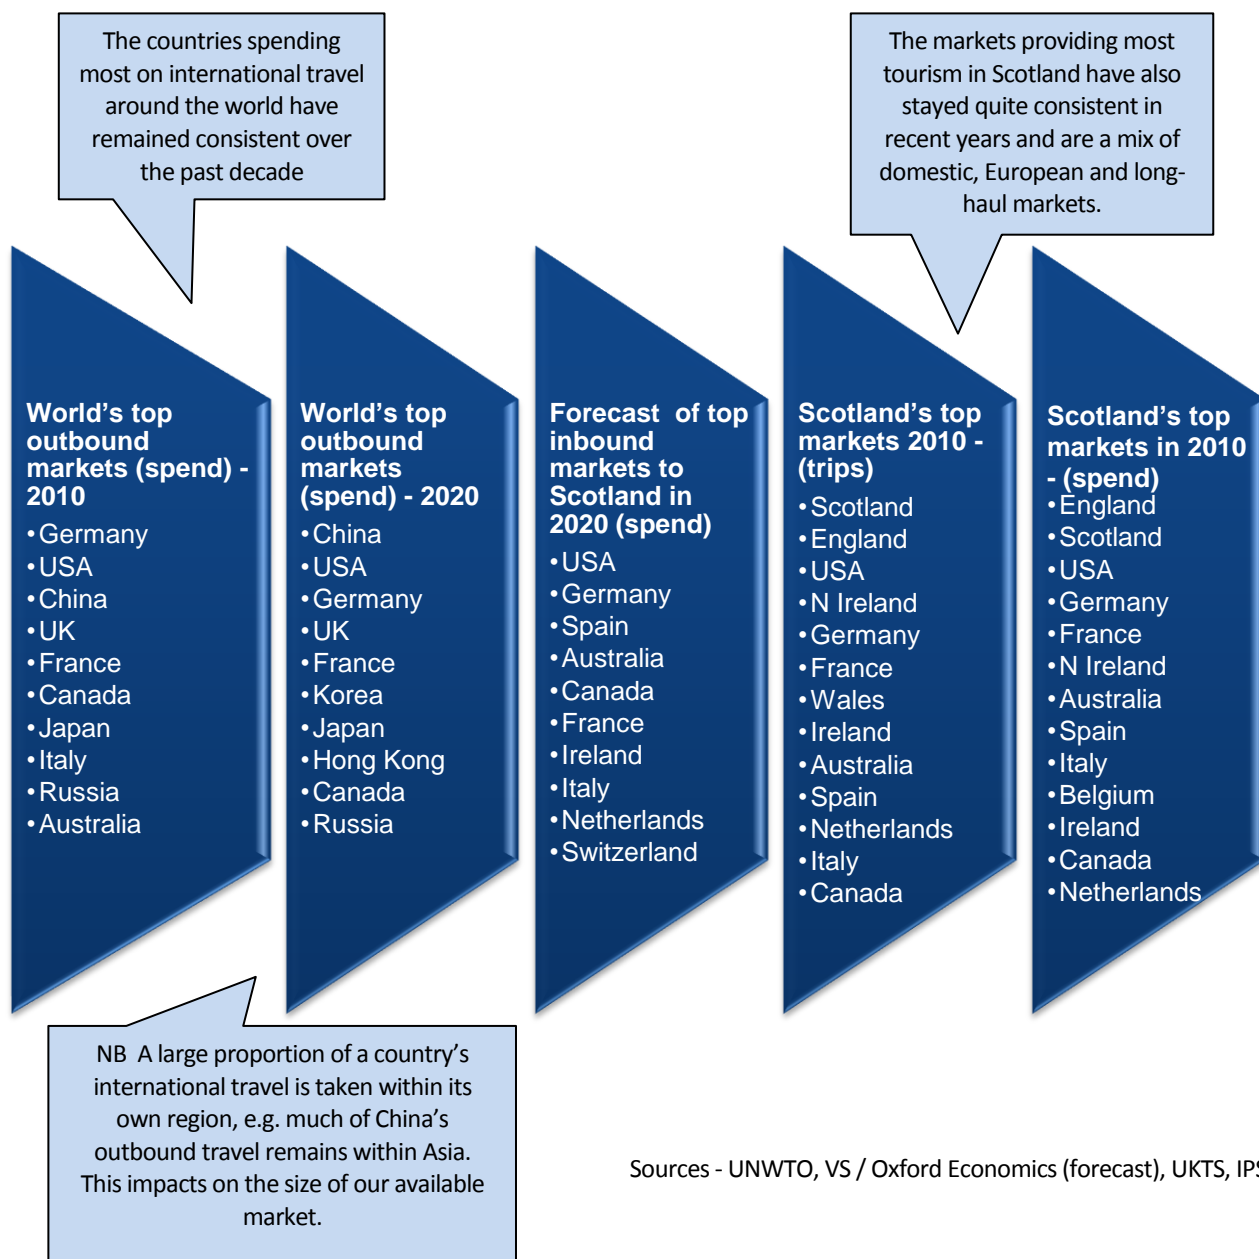 The countries spending
most on international travel
around the world have
remained consistent over
the past decade
The markets providing most
tourism in Scotland have also
stayed quite consistent in
recent years and are a mix of
domestic, European and long-
haul markets.
World's top
outbound
markets (spend) -
2010
•Germany
•USA
•China
•UK
•France
•Canada
•Japan
•Italy
•Russia
•Australia
World's top
outbound
markets
(spend) - 2020
•China
•USA
•Germany
•UK
•France
•Korea
•Japan
•Hong Kong
•Canada
•Russia
Forecast of top
inbound
markets to
Scotland in
2020 (spend)
•USA
•Germany
•Spain
•Australia
•Canada
•France
•Ireland
•Italy
•Netherlands
•Switzerland
Scotland's top
markets 2010 -
(trips)
•Scotland
•England
•USA
•N Ireland
•Germany
•France
•Wales
•Ireland
•Australia
•Spain
•Netherlands
•Italy
•Canada
Scotland's top
markets in 2010
- (spend)
•England
•Scotland
•USA
•Germany
•France
•N Ireland
•Australia
•Spain
•Italy
•Belgium
•Ireland
•Canada
•Netherlands
NB A large proportion of a country's
international travel is taken within its
own region, e.g. much of China's
outbound travel remains within Asia.
This impacts on the size of our available
market.
Sources - UNWTO, VS / Oxford Economics (forecast), UKTS, IPS